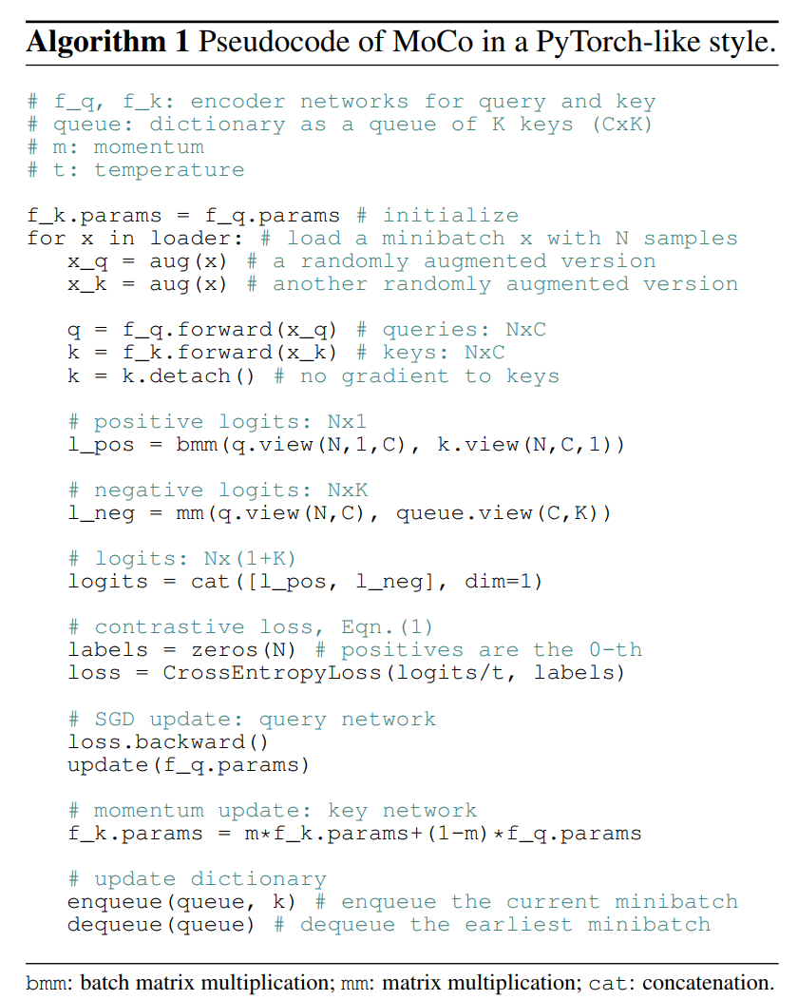 Algorithm 1 Pseudocode of MoCo in a PyTorch-like style.
# f_q, f_k: encoder networks for query and key
# queue: dictionary as a queue of K keys (CxK)
# m: momentum
# t: temperature
f_k.params = f_q.params # initialize
for x in loader: # load a minibatch x with N samples
x_q = aug(x) # a randomly augmented version
x_k = aug(x) # another randomly augmented version
q = f_q.forward(x_q) # queries: NxC
k = f_k.forward(x_k) # keys: NxC
k = k.detach() # no gradient to keys
# positive logits: Nx1
l_pos = bmm(q.view(N,1,C), k.view(N,C,1))
# negative logits: NxK
l_neg = mm(q.view(N,C), queue.view(C,K))
# logits: Nx(1+K)
logits = cat([l_pos, l_neg], dim=1)
# contrastive loss, Eqn.(1)
labels = zeros(N) # positives are the 0-th
loss = CrossEntropyLoss(logits/t, labels)
# SGD update: query network
loss.backward()
update(f_q.params)
# momentum update: key network
f_k.params = m*f_k.params+(1-m)*f_q.params
# update dictionary
enqueue(queue, k) # enqueue the current minibatch
dequeue(queue) # dequeue the earliest minibatch
bmm: batch matrix multiplication; mm: matrix multiplication; cat: concatenation.